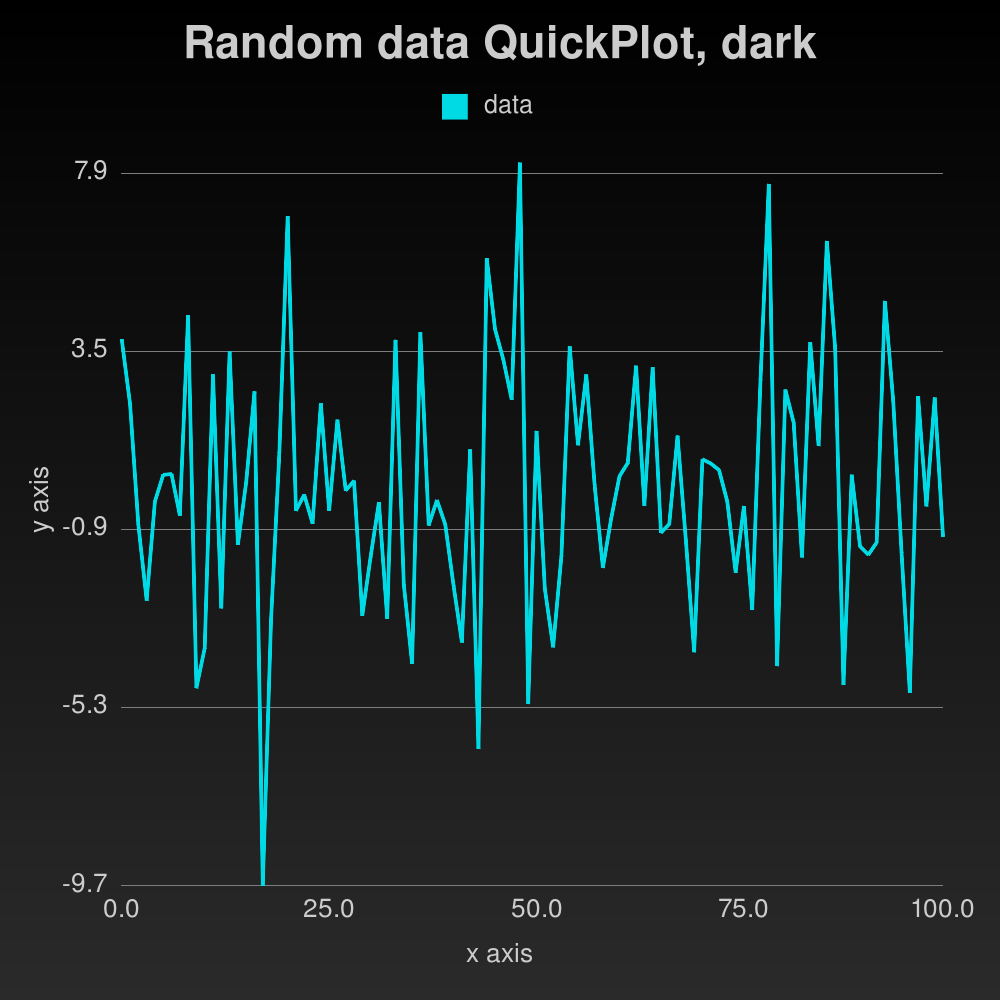 Random data QuickPlot, dark
data
7.9
3.5
y axis
-0.9
-5.3
-9.7
0.0 25.0 50.0 75.0 100.0
x axis